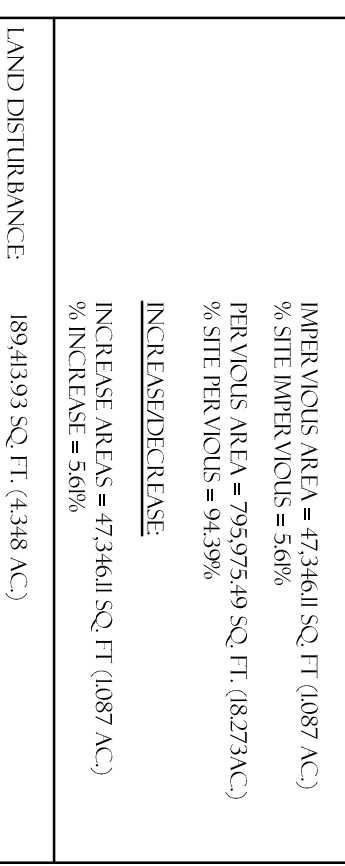 IMPERVIOUS AREA = 47,346.11 SQ. FT (1.087 AC.)
% SITE IMPERVIOUS = 5.61%
PERVIOUS AREA = 795,975.49 SQ. FT. (18.273AC.)
% SITE PERVIOUS = 94.39%
INCREASE/DECREASE:
INCREASE AREAS = 47,346.11 SQ. FT (1.087 AC.)
% INCREASE = 5.61%
LAND DISTURBANCE: 189,413.93 SQ. FT. (4.348 AC.)